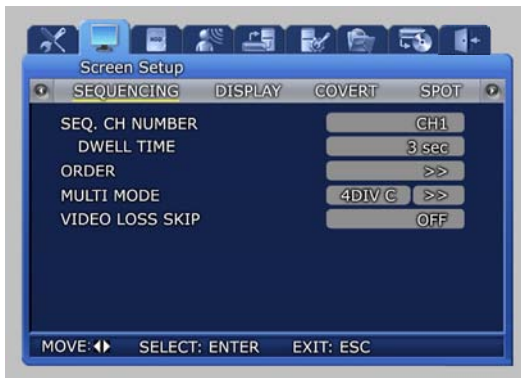 Screen Setup
SEQUENCING DISPLAY COVERT SPOT
SEQ. CH NUMBER CH1
DWELL TIME 3 sec
ORDER >>
MULTI MODE 4DIV C >>
VIDEO LOSS SKIP OFF
MOVE: SELECT: ENTER EXIT: ESC